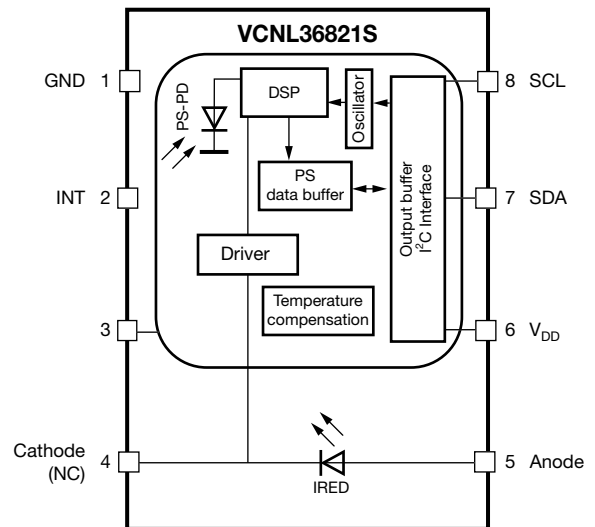 VCNL36821S
GND 1
8 SCL
PS-PD
DSP
Oscillator
PS
data buffer
Output buffer
I²C Interface
INT 2
7 SDA
Driver
Temperature
compensation
3
6 V_DD
Cathode
(NC)
4
5 Anode
IRED